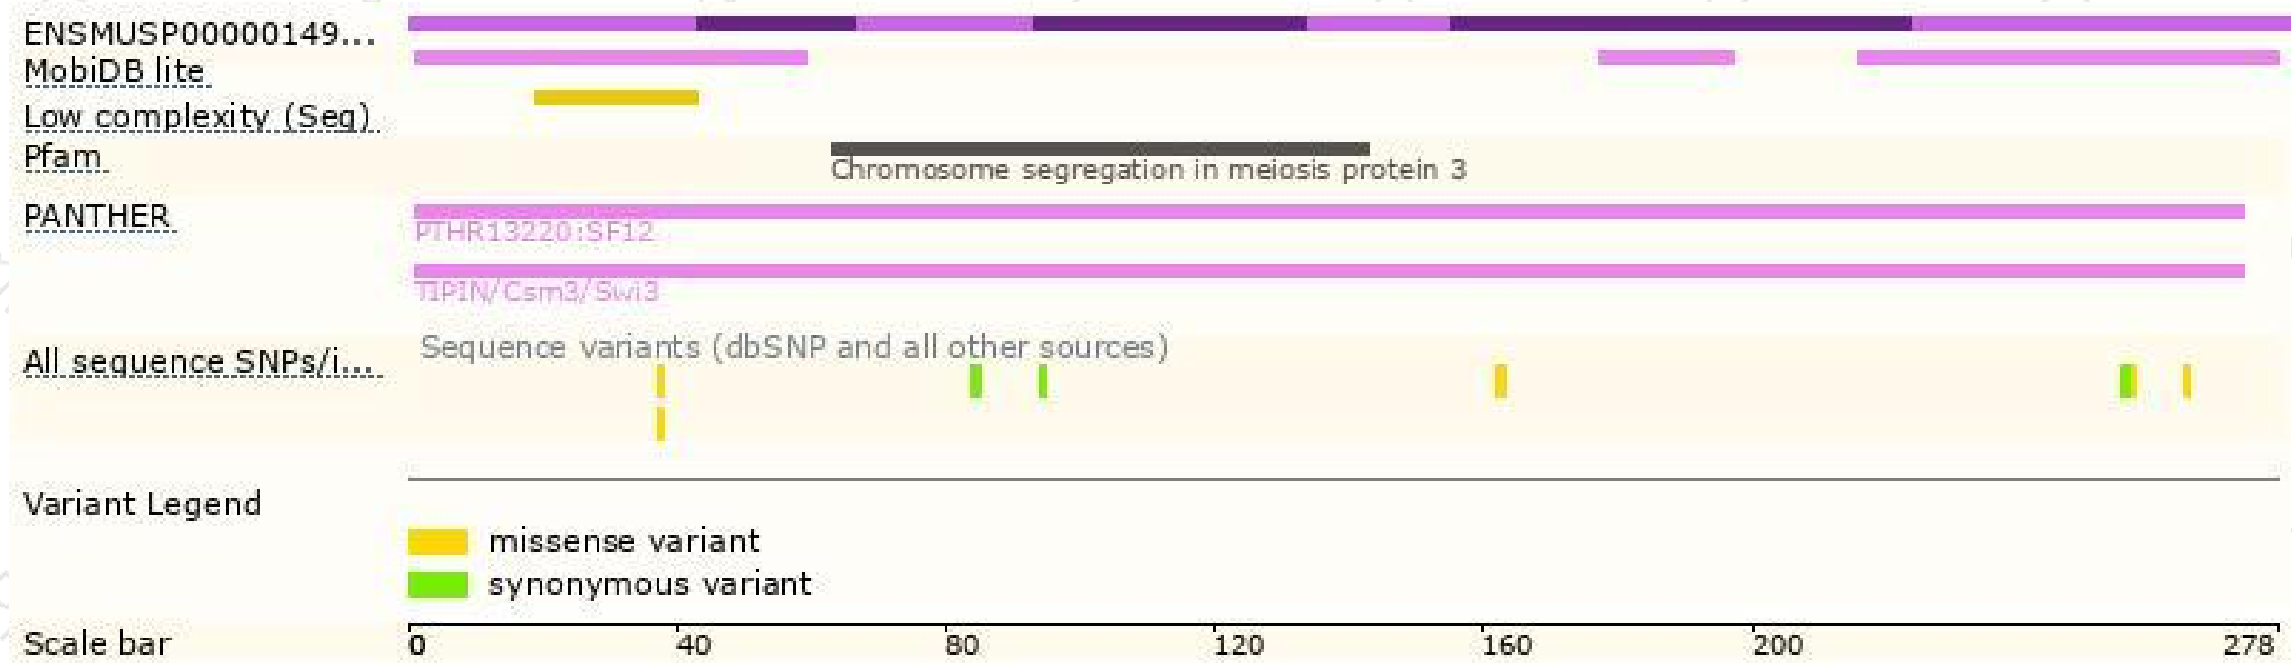 ENSMUSP00000149...
MobiDB lite
Low complexity (Seg)
Pfam
Chromosome segregation in meiosis protein 3
PANTHER
PTHR13220:SF12
TIPIN/Csm3/Swi3
Sequence variants (dbSNP and all other sources)
All sequence SNPs/i...
Variant Legend
missense variant
synonymous variant
Scale bar
0 40 80 120 160 200 278